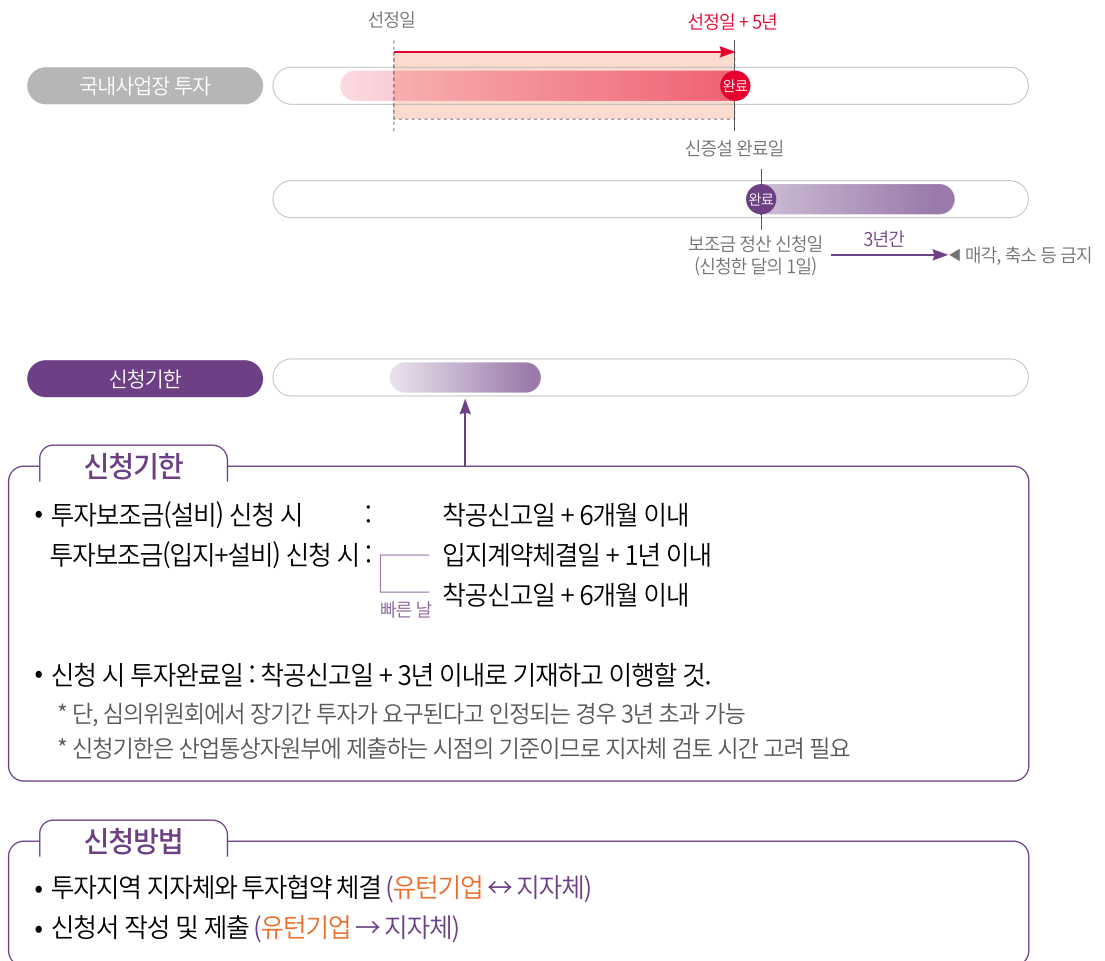 선정일
선정일 + 5년
국내사업장 투자
완료
신증설 완료일
완료
보조금 정산 신청일
(신청한 달의 1일)
3년간
◀ 매각, 축소 등 금지
신청기한
신청기한
• 투자보조금(설비) 신청 시 : 착공신고일 + 6개월 이내
투자보조금(입지+설비) 신청 시 : 입지계약체결일 + 1년 이내
착공신고일 + 6개월 이내
빠른 날
• 신청 시 투자완료일 : 착공신고일 + 3년 이내로 기재하고 이행할 것.
* 단, 심의위원회에서 장기간 투자가 요구된다고 인정되는 경우 3년 초과 가능
* 신청기한은 산업통상자원부에 제출하는 시점의 기준이므로 지자체 검토 시간 고려 필요
신청방법
• 투자지역 지자체와 투자협약 체결 (유턴기업 ↔ 지자체)
• 신청서 작성 및 제출 (유턴기업 → 지자체)